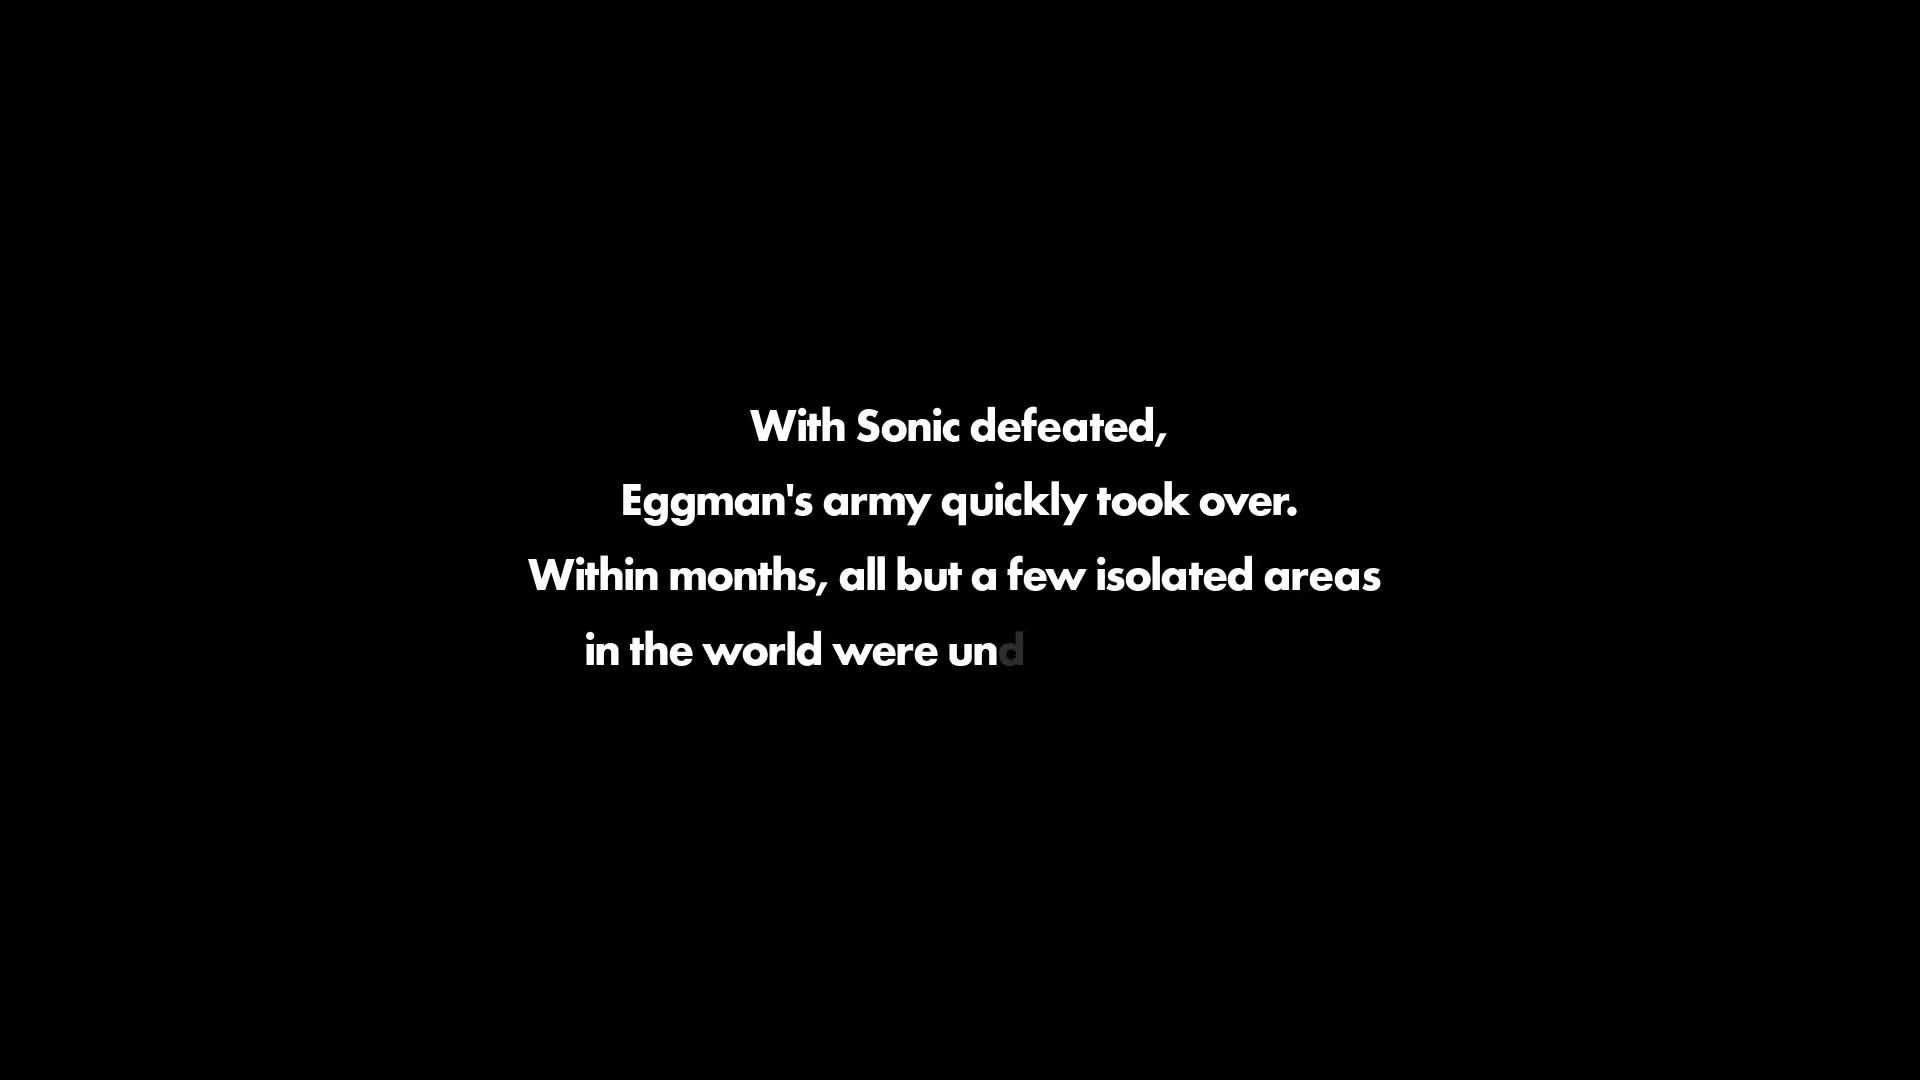 With Sonic defeated,
Eggman's army quickly took over.
Within months, all but a few isolated areas
in the world were und